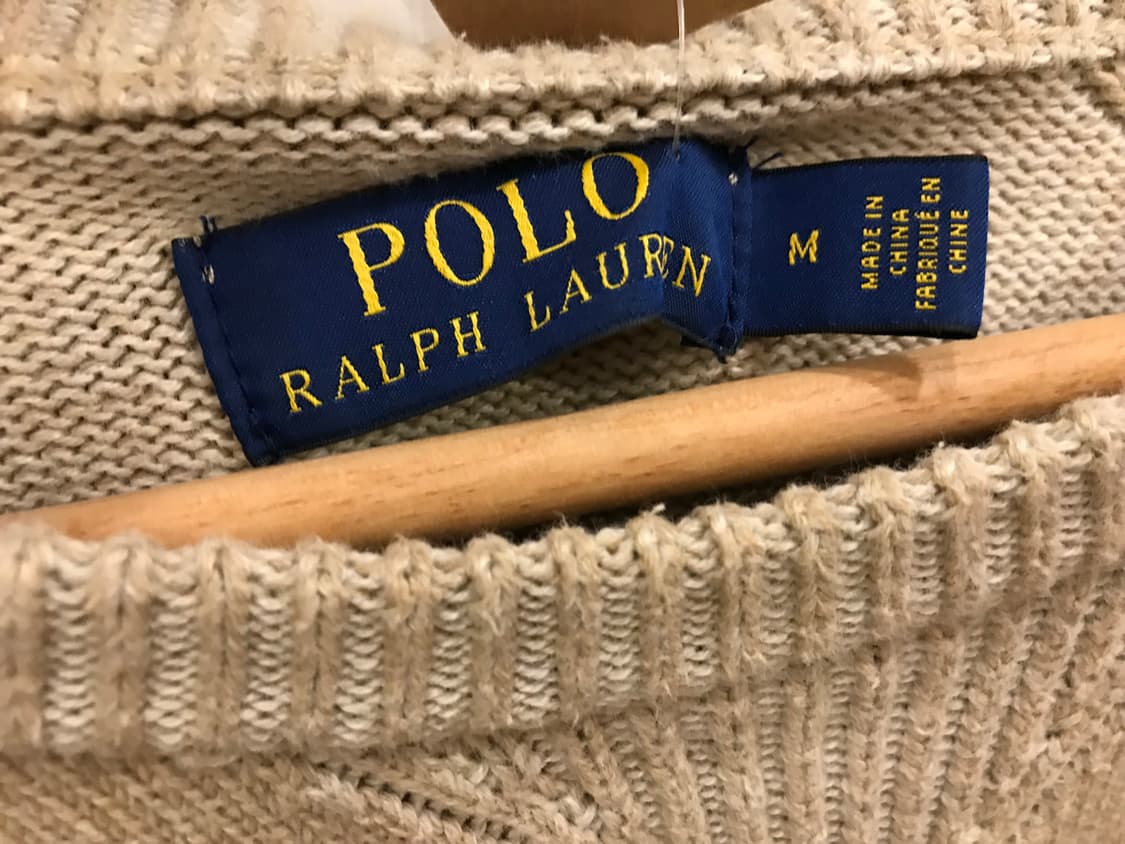 POLO
RALPH LAUREN
M
MADE IN
CHINA
FABRIQUÉ EN
CHINE